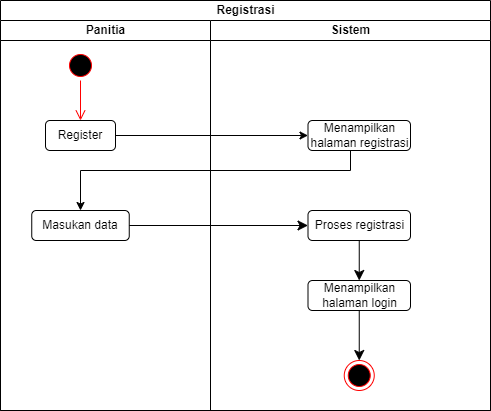 Registrasi
Panitia
Sistem
Register
Menampilkan
halaman registrasi
Masukan data
Proses registrasi
Menampilkan
halaman login